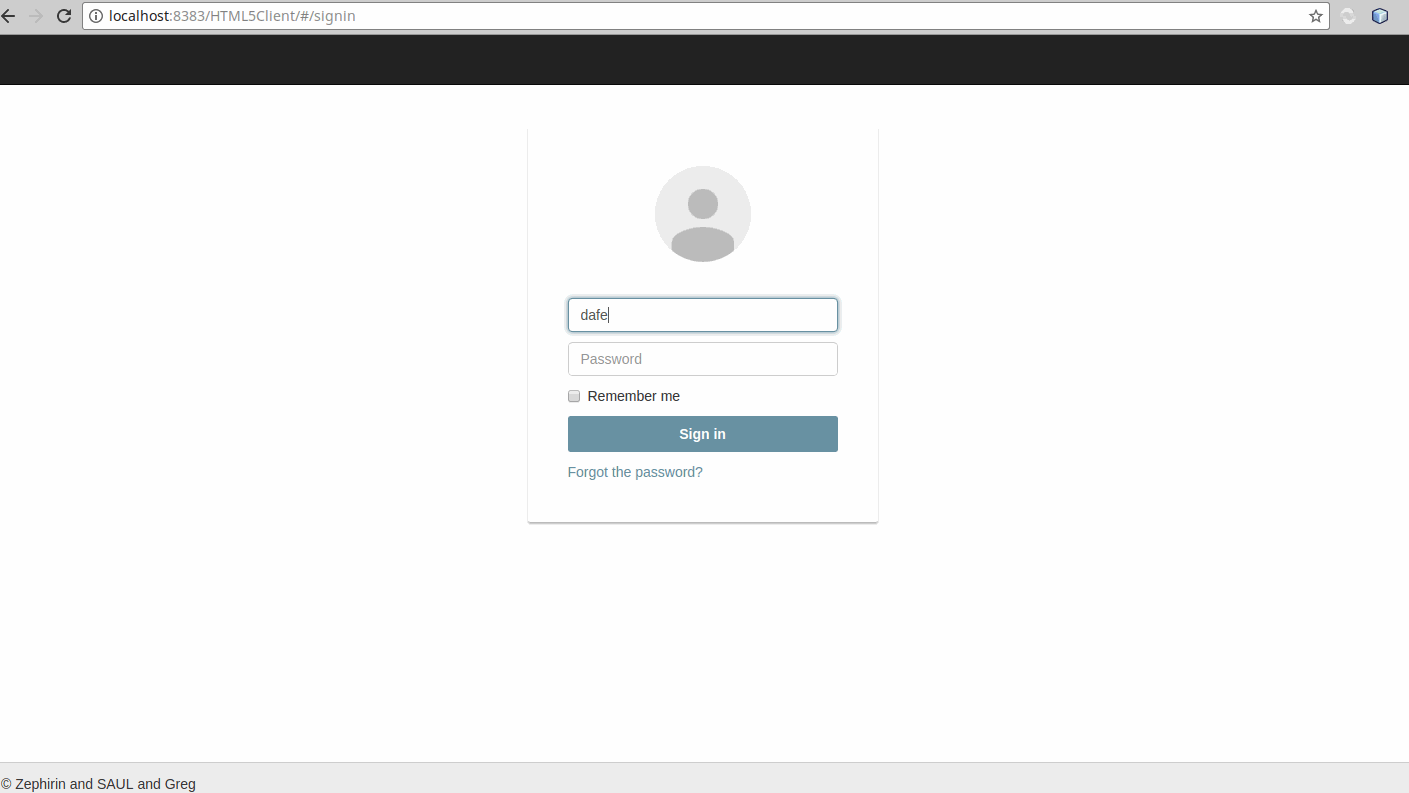 localhost:8383/HTML5Client/#/signin
dafe
Password
Remember me
Sign in
Forgot the password?
© Zephirin and SAUL and Greg